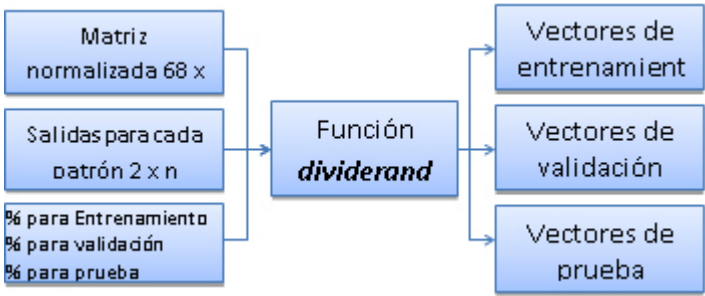 Matriz
normalizada 68 x
Salidas para cada
patrón 2 x n
% para Entrenamiento
% para validación
% para prueba
Función
dividerand
Vectores de
entrenamient
Vectores de
validación
Vectores de
prueba